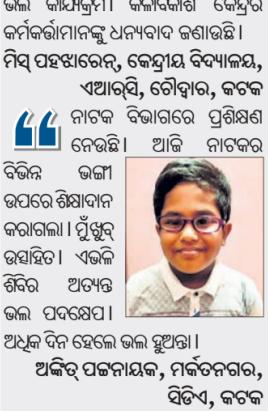 ଭଲ କାର୍ଯ୍ୟକ୍ରମ। କଳାବିକାଶ କେନ୍ଦ୍ରର
କର୍ମକର୍ତ୍ତାମାନଙ୍କୁ ଧନ୍ୟବାଦ ଜଣାଉଛି।
ମିସ୍ ପହଝାରେନ୍, କେନ୍ଦ୍ରୀୟ ବିଦ୍ୟାଳୟ,
ଏଆର୍‌ସି, ଚୌଦ୍ୱାର, କଟକ
“ ନାଟକ ବିଭାଗରେ ପ୍ରଶିକ୍ଷଣ
ନେଉଛି। ଆଜି ନାଟକର
ବିଭିନ୍ନ ଭଙ୍ଗୀ
ଉପରେ ଶିକ୍ଷାଦାନ
କରାଗଲା। ମୁଁଖୁବ୍
ଉତ୍ସାହିତ। ଏଭଳି
ଶିବିର ଅତ୍ୟନ୍ତ
ଭଲ ପଦକ୍ଷେପ।
ଅଧିକ ଦିନ ହେଲେ ଭଲ ହୁଅନ୍ତା।
ଅଙ୍କିତ୍ ପଟ୍ଟନାୟକ, ମର୍କତନଗର,
ସିଡିଏ, କଟକ